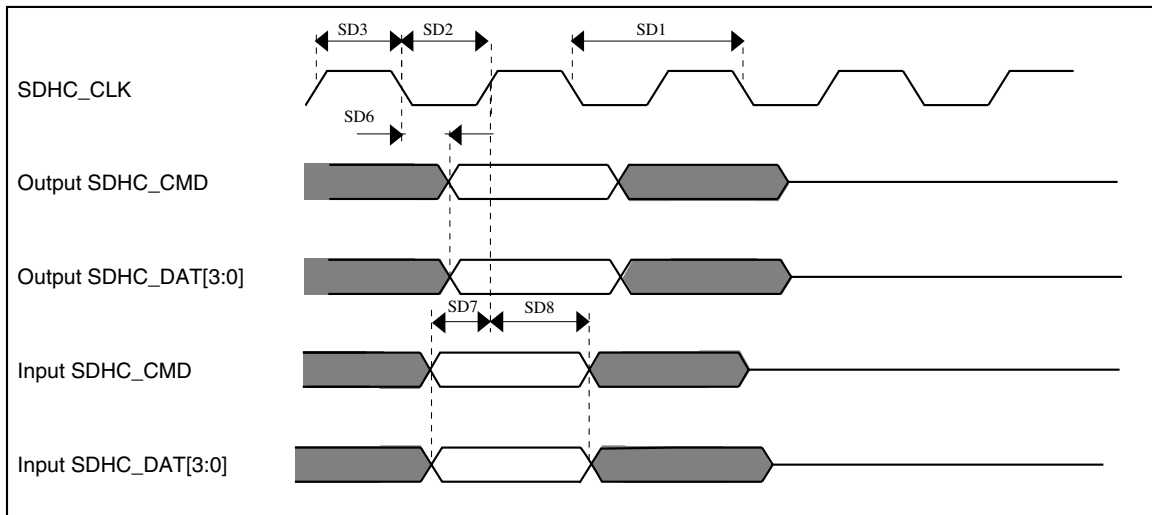 SD3
SD2
SD1
SDHC_CLK
SD6
Output SDHC_CMD
Output SDHC_DAT[3:0]
SD7
SD8
Input SDHC_CMD
Input SDHC_DAT[3:0]